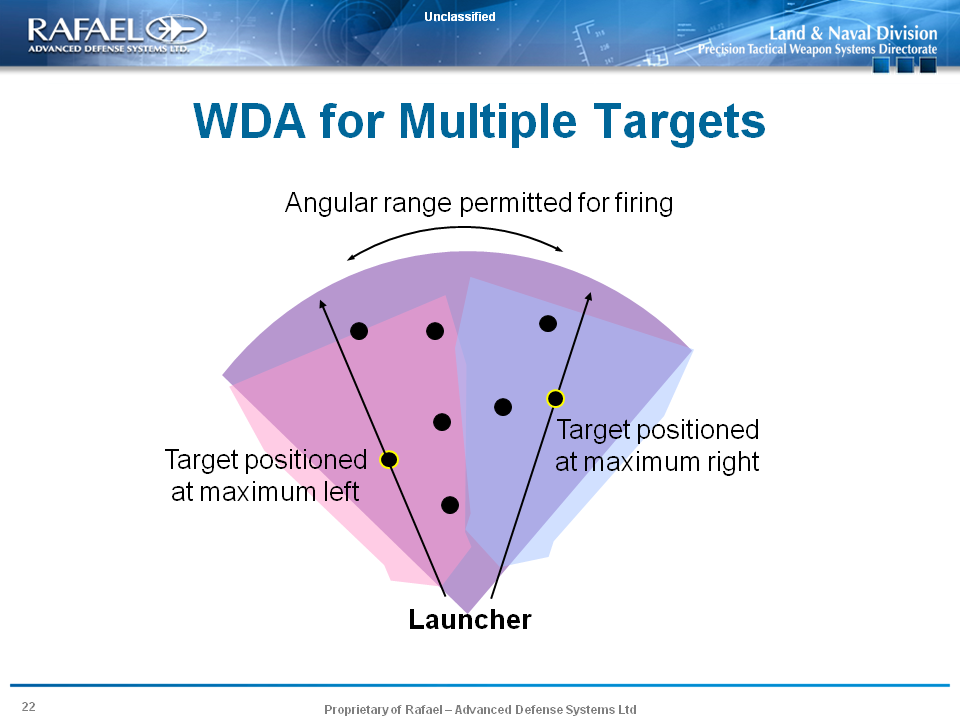 Unclassified
RAFAEL
ADVANCED DEFENSE SYSTEMS LTD.
Land & Naval Division
Precision Tactical Weapon Systems Directorate
WDA for Multiple Targets
Angular range permitted for firing
Target positioned
at maximum right
Target positioned
at maximum left
Launcher
22
Proprietary of Rafael – Advanced Defense Systems Ltd